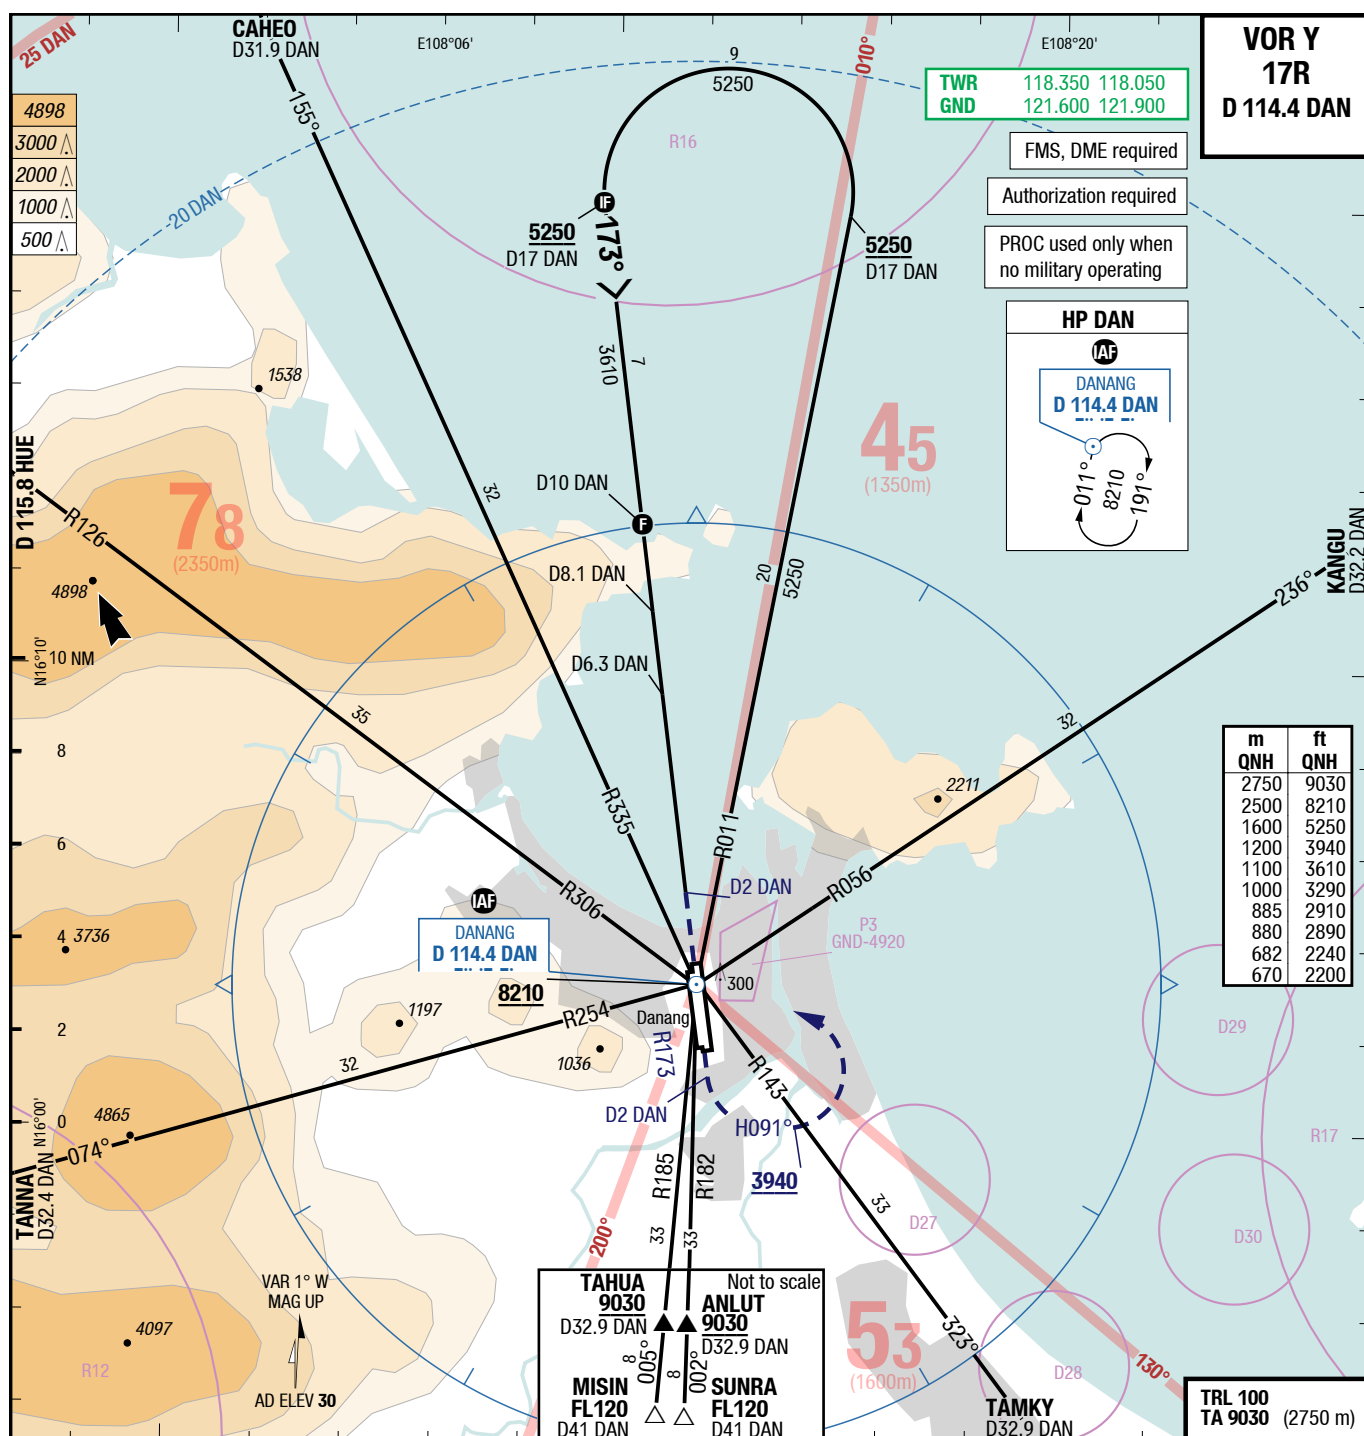 25 DAN
CAHEO
D31.9 DAN
E108°06'
9
5250
010°
E108°20'
VOR Y
17R
D 114.4 DAN
TWR 118.350 118.050
GND 121.600 121.900
FMS, DME required
Authorization required
PROC used only when
no military operating
4898
3000
2000
1000
500
155°
R16
20 DAN
IF
5250
D17 DAN
173°
5250
D17 DAN
HP DAN
IAF
DANANG
D 114.4 DAN
011°
8210
191°
7
3610
1538
45
(1350m)
D 115.8 HUE
R126
78
(2350m)
32
D10 DAN
F
D8.1 DAN
20
5250
KANGU
D32.2 DAN
236°
4898
N16°10'
10 NM
D6.3 DAN
35
32
8
2211
m ft
QNH QNH
2750 9030
2500 8210
1600 5250
1200 3940
1100 3610
1000 3290
885 2910
880 2890
682 2240
670 2200
6
R335
R011
R306
D2 DAN
R056
IAF
DANANG
D 114.4 DAN
8210
4
3736
P3
GND-4920
300
R254
Danang
1197
1036
2
32
R173
R143
D29
D2 DAN
H091°
3940
4865
N16°00'
0
074°
TANNA
D32.4 DAN
R17
R185
R182
33
33
33
D27
D30
200°
VAR 1° W
MAG UP
4097
R12
AD ELEV 30
Not to scale
TAHUA
9030
D32.9 DAN
ANLUT
9030
D32.9 DAN
8
005°
8
002°
MISIN
FL120
D41 DAN
SUNRA
FL120
D41 DAN
53
(1600m)
323°
TAMKY
D32.9 DAN
D28
130°
TRL 100
TA 9030 (2750 m)